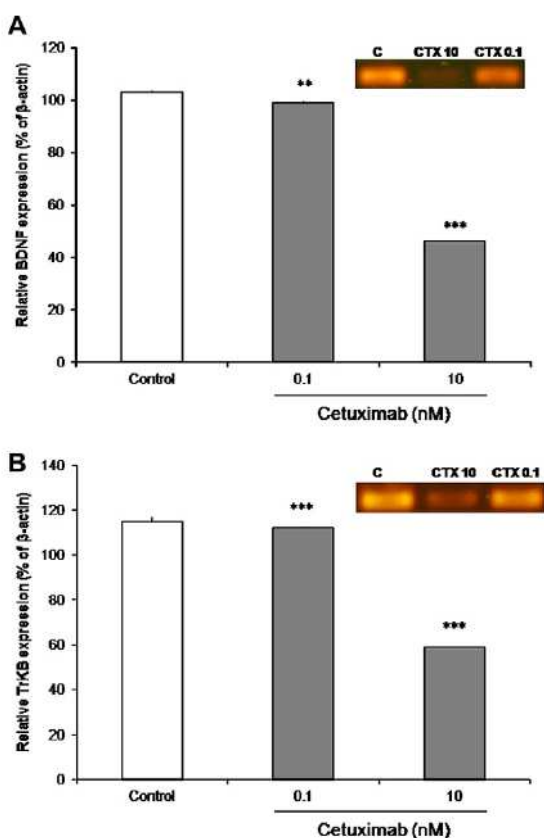 A
C CTX 10 CTX 0.1
Relative BDNF expression (% of β-actin)
120
100
80
60
40
20
0
**
***
Control 0.1 10
Cetuximab (nM)
B
C CTX 10 CTX 0.1
Relative TrKB expression (% of β-actin)
140
120
100
80
60
40
20
0
***
***
Control 0.1 10
Cetuximab (nM)